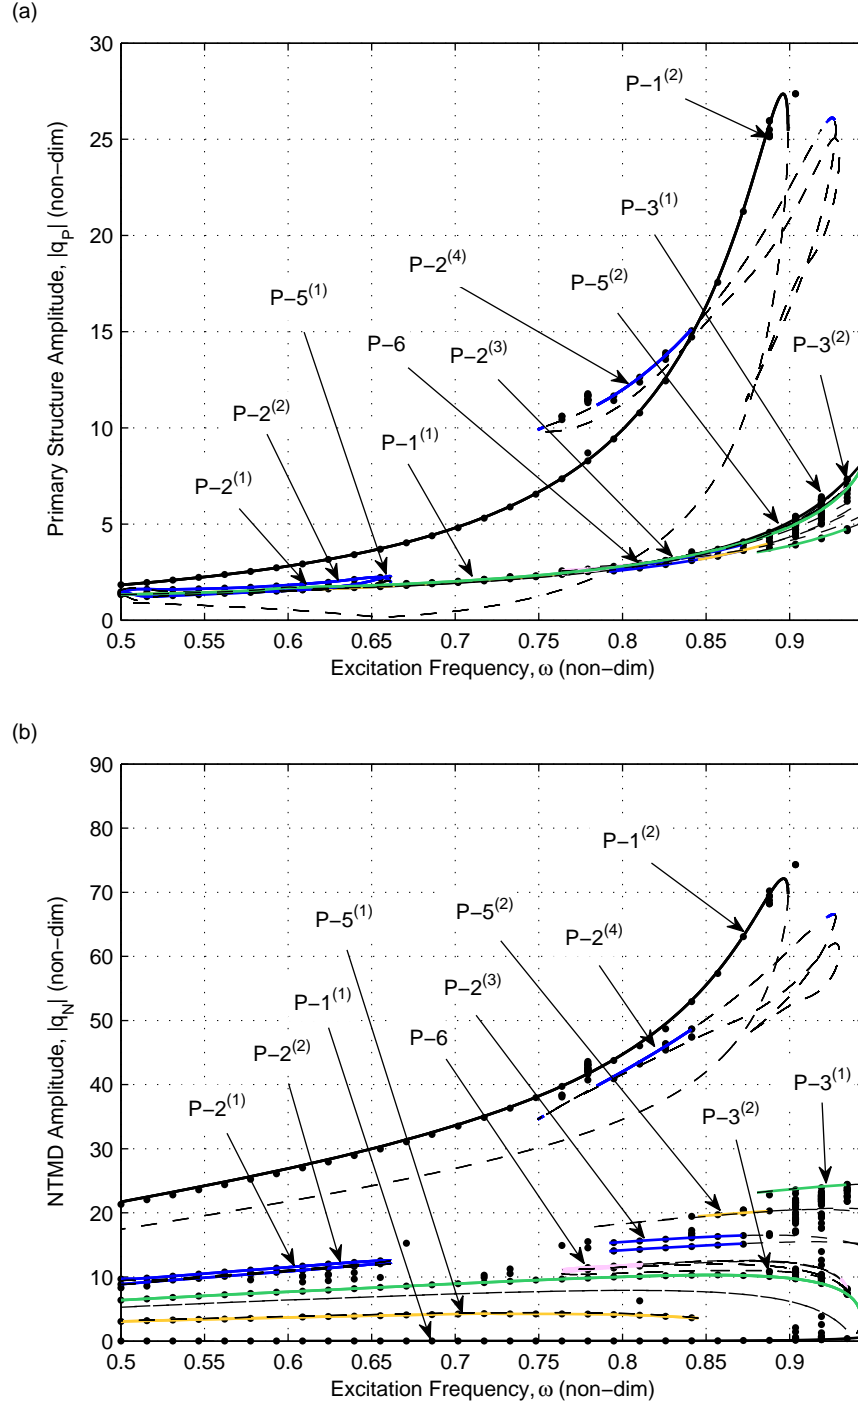 (a)
30
25
20
15
10
5
0
Primary Structure Amplitude, |q_P| (non−dim)
P−1^(2)
P−3^(1)
P−2^(4)
P−5^(2)
P−5^(1)
P−6
P−2^(3)
P−3^(2)
P−2^(2)
P−1^(1)
P−2^(1)
0.5 0.55 0.6 0.65 0.7 0.75 0.8 0.85 0.9
Excitation Frequency, ω (non−dim)
(b)
90
80
70
60
50
40
30
20
10
0
NTMD Amplitude, |q_N| (non−dim)
P−1^(2)
P−5^(1)
P−5^(2)
P−2^(4)
P−1^(1)
P−2^(3)
P−6
P−2^(2)
P−3^(1)
P−2^(1)
P−3^(2)
0.5 0.55 0.6 0.65 0.7 0.75 0.8 0.85 0.9
Excitation Frequency, ω (non−dim)